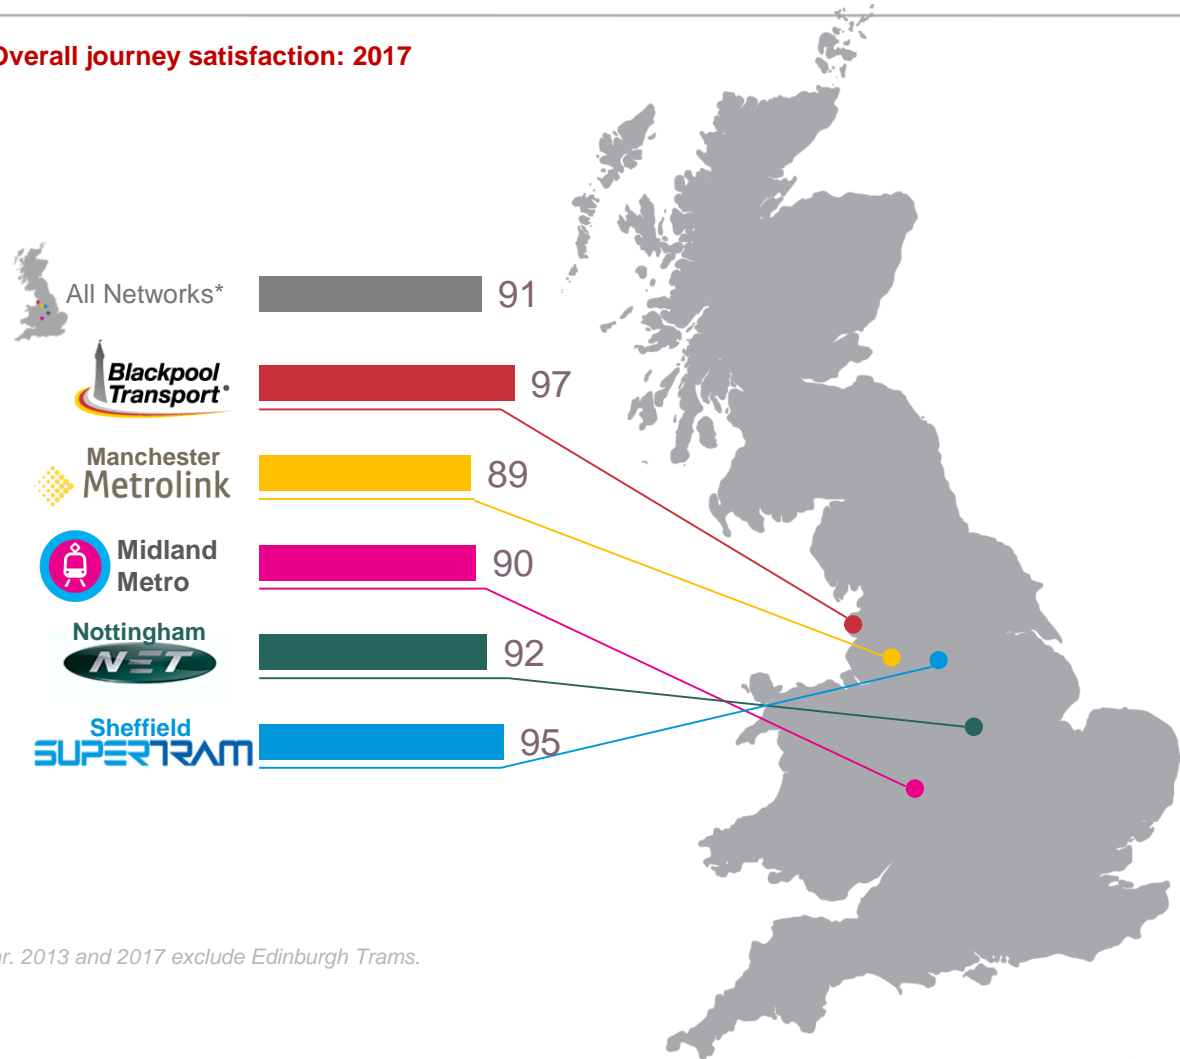 Overall journey satisfaction: 2017
All Networks* 91
Blackpool
Transport 97
Manchester
Metrolink 89
Midland
Metro 90
Nottingham
NET 92
Sheffield
SUPERTRAM 95
2013 and 2017 exclude Edinburgh Trams.